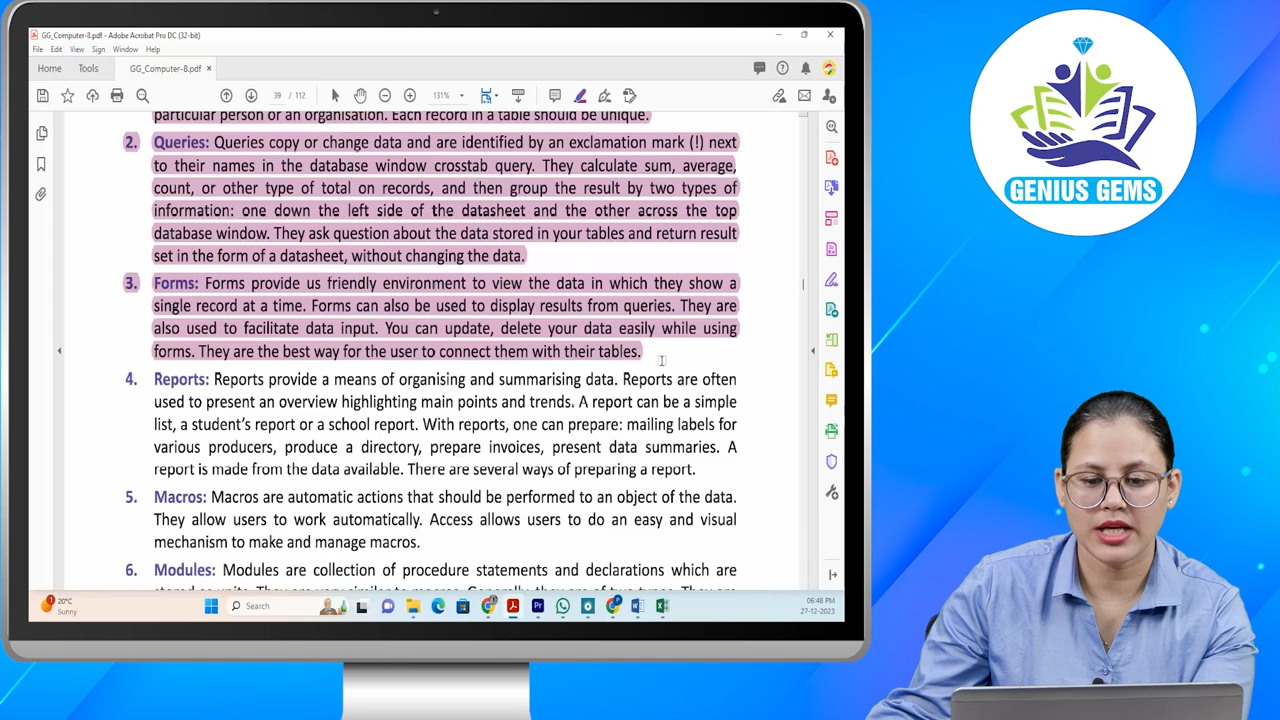 GG_Computer-8.pdf - Adobe Acrobat Pro DC (32-bit)
File Edit View Sign Window Help
Home Tools GG_Computer-8.pdf ×
39 / 112 131%
particular person or an organisation. Each record in a table should be unique.
2. Queries: Queries copy or change data and are identified by an exclamation mark (!) next
to their names in the database window crosstab query. They calculate sum, average,
count, or other type of total on records, and then group the result by two types of
information: one down the left side of the datasheet and the other across the top
database window. They ask question about the data stored in your tables and return result
set in the form of a datasheet, without changing the data.
3. Forms: Forms provide us friendly environment to view the data in which they show a
single record at a time. Forms can also be used to display results from queries. They are
also used to facilitate data input. You can update, delete your data easily while using
forms. They are the best way for the user to connect them with their tables.
4. Reports: Reports provide a means of organising and summarising data. Reports are often
used to present an overview highlighting main points and trends. A report can be a simple
list, a student's report or a school report. With reports, one can prepare: mailing labels for
various producers, produce a directory, prepare invoices, present data summaries. A
report is made from the data available. There are several ways of preparing a report.
5. Macros: Macros are automatic actions that should be performed to an object of the data.
They allow users to work automatically. Access allows users to do an easy and visual
mechanism to make and manage macros.
6. Modules: Modules are collection of procedure statements and declarations which are
20°C
Sunny
Search
06:48 PM
27-12-2023
GENIUS GEMS